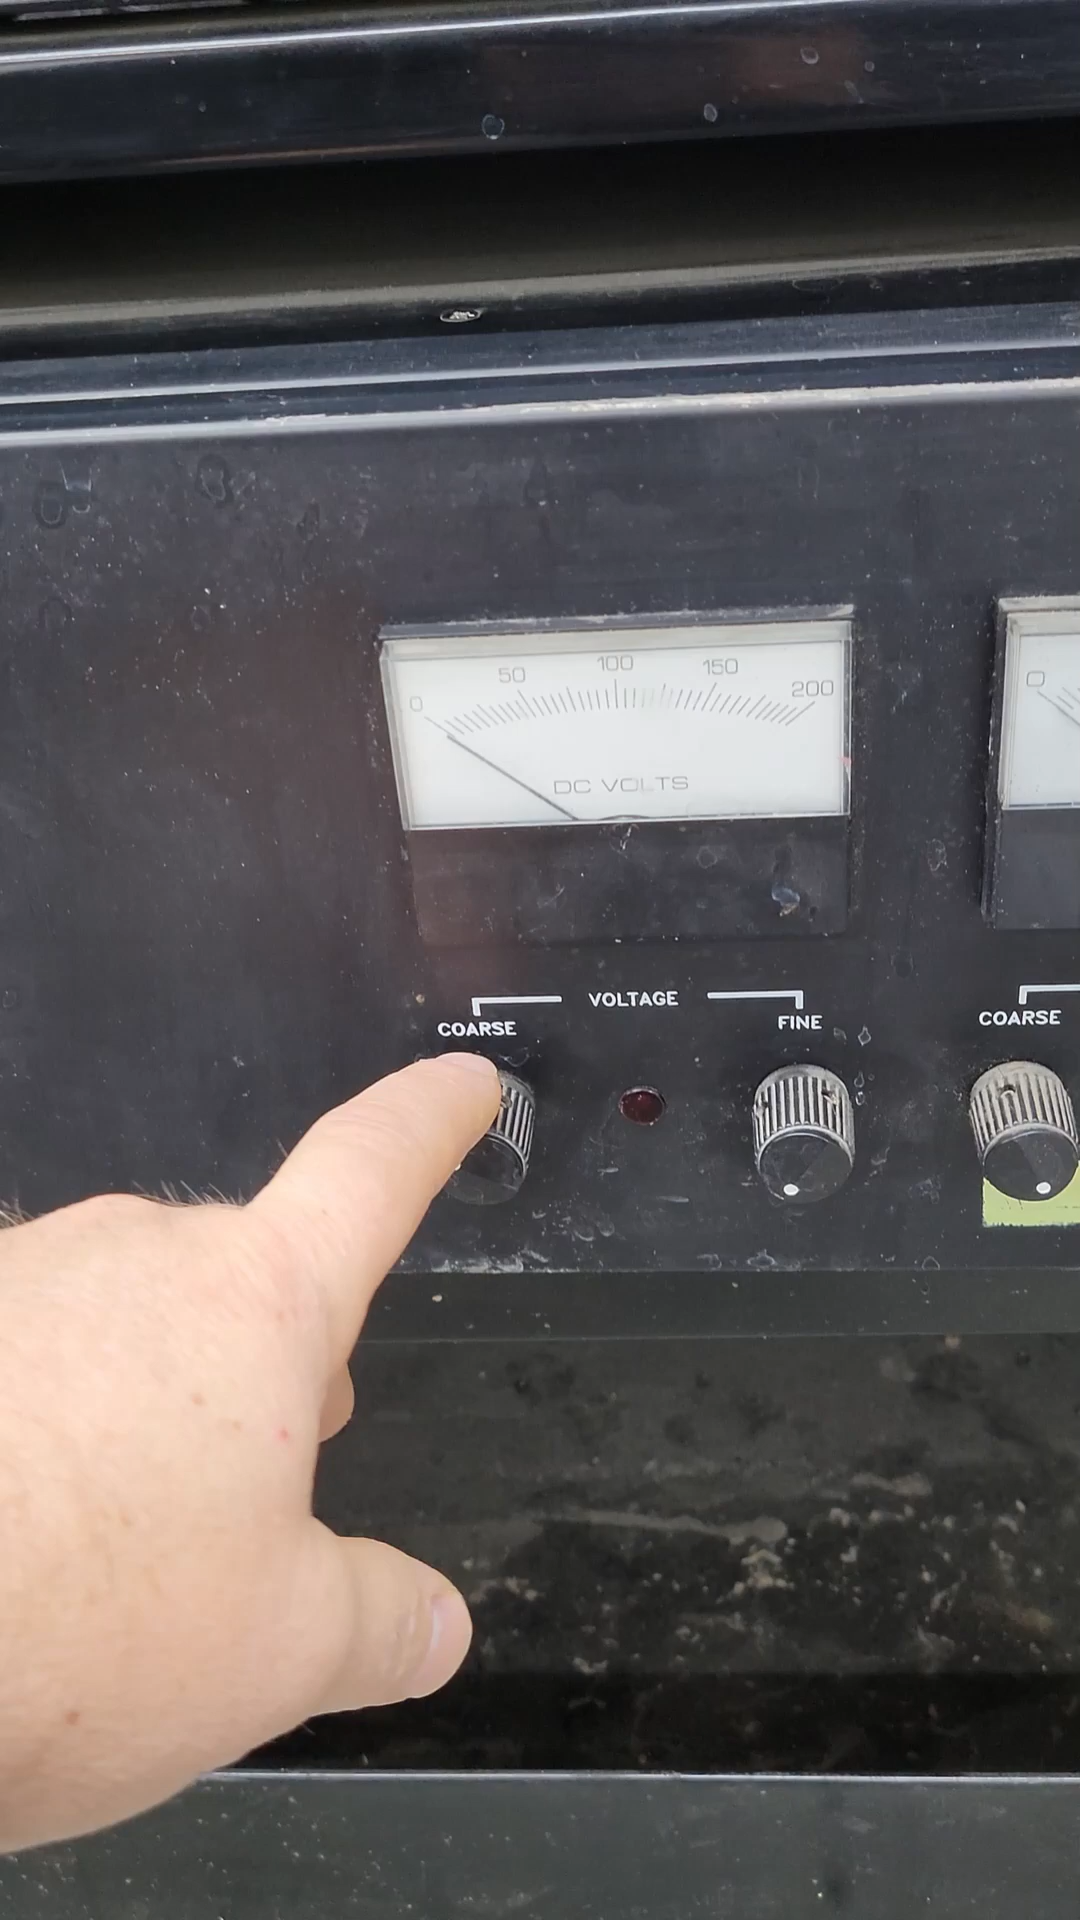 0 50 100 150 200
DC VOLTS
0
VOLTAGE
COARSE FINE
COARSE